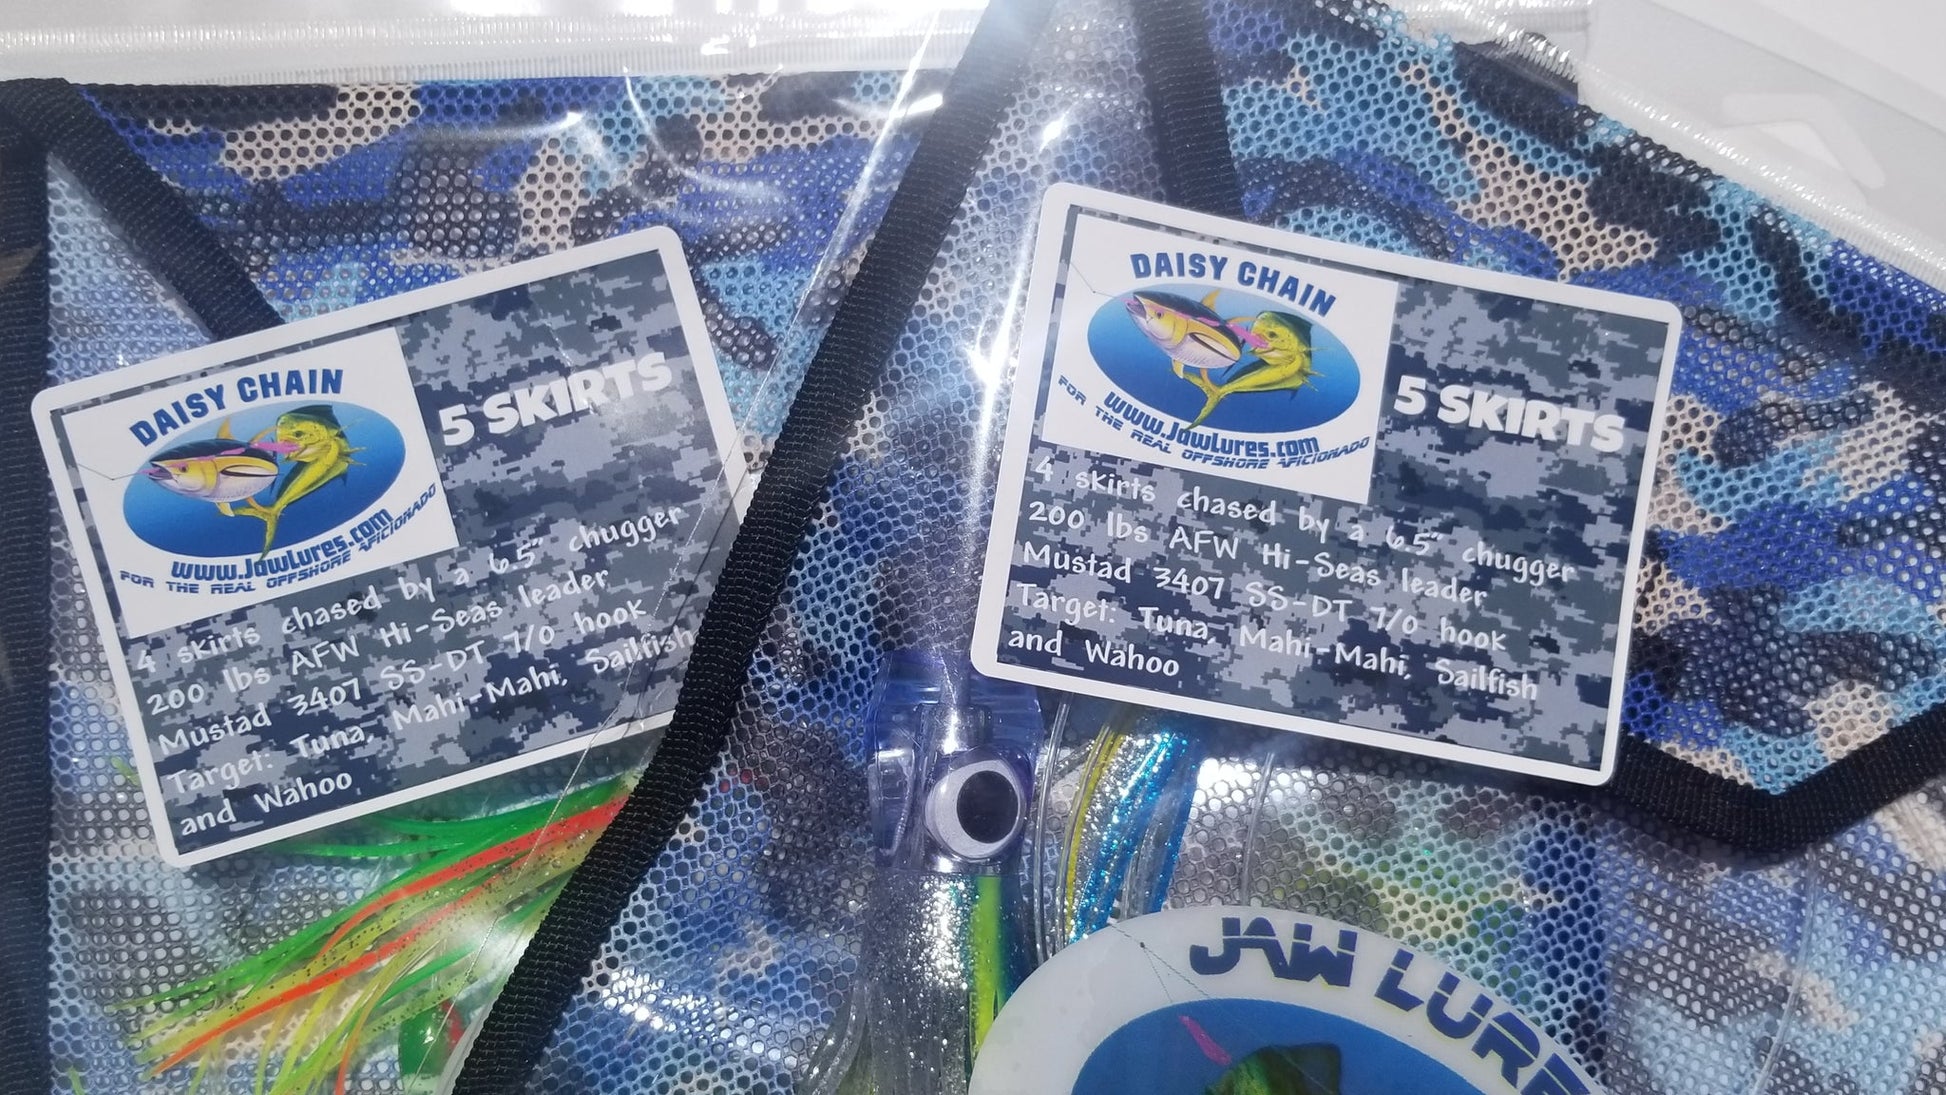 DAISY CHAIN
www.JawLures.com
FOR THE REAL OFFSHORE AFICIONADO
5 SKIRTS
4 skirts chased by a 6.5" chugger
200 lbs AFW Hi-Seas leader
Mustad 3407 SS-DT 7/0 hook
Target: Tuna, Mahi-Mahi, Sailfish
and Wahoo
DAISY CHAIN
www.JawLures.com
FOR THE REAL OFFSHORE AFICIONADO
5 SKIRTS
4 skirts chased by a 6.5" chugger
200 lbs AFW Hi-Seas leader
Mustad 3407 SS-DT 7/0 hook
Target: Tuna, Mahi-Mahi, Sailfish
and Wahoo
JAW LURE